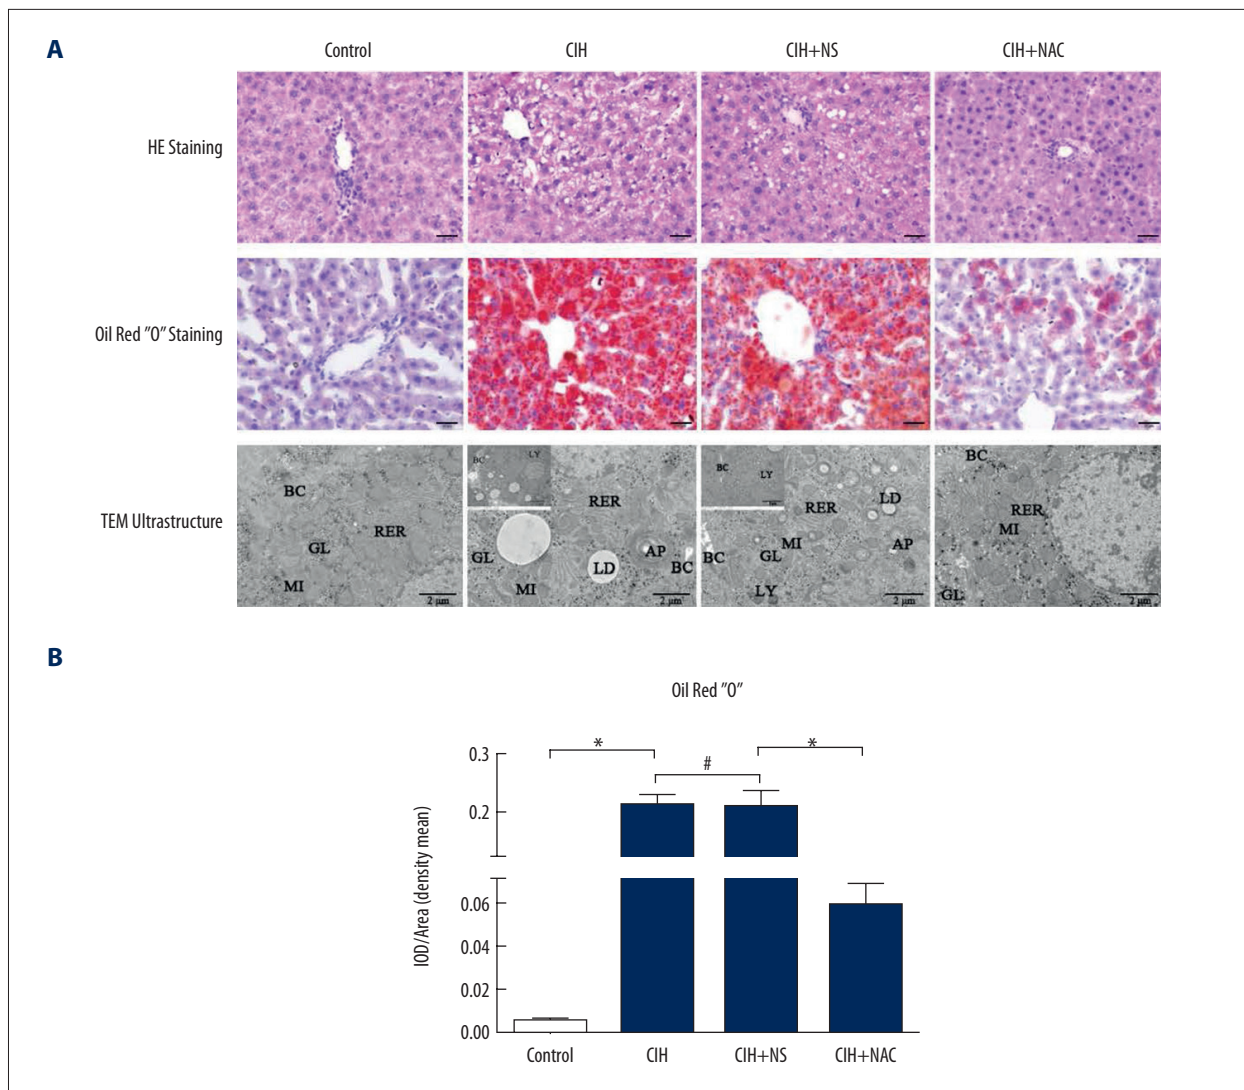 A
Control CIH CIH+NS CIH+NAC
HE Staining
Oil Red "O" Staining
TEM Ultrastructure
BC RER GL MI 2 μm
BC LY RER GL AP LD BC MI 2 μm
BC LY RER LD MI AP BC GL LY 2 μm
BC RER MI GL 2 μm
B
Oil Red "O"
* # *
IOD/Area (density mean)
0.3
0.2
0.06
0.04
0.02
0.00
Control CIH CIH+NS CIH+NAC